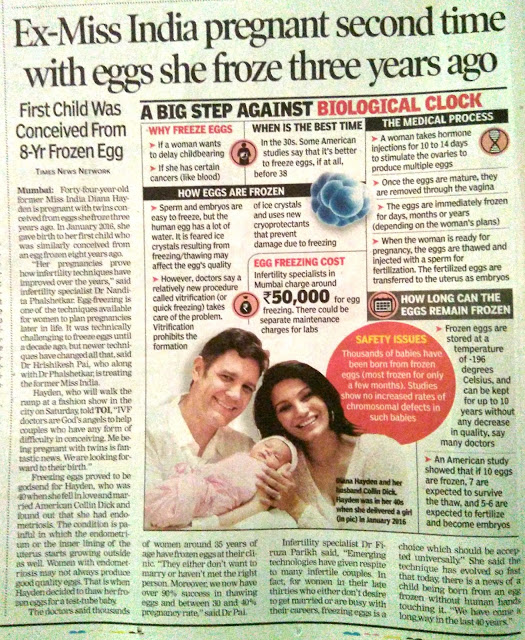 Ex-Miss India pregnant second time
with eggs she froze three years ago
First Child Was
Conceived From
8-Yr Frozen Egg
TIMES NEWS NETWORK
Mumbai: Forty-four-year-old
former Miss India Diana Hay-
den is pregnant with twins con-
ceived from eggs she froze three
years ago. In January 2016, she
gave birth to her first child who
was similarly conceived from
an egg frozen eight years ago.
"Her pregnancies prove
how infertility techniques have
improved over the years," said
infertility specialist Dr Nandi-
ta Phalshetkar. Egg-freezing is
one of the techniques available
for women to plan pregnancies
later in life. It was technically
challenging to freeze eggs until
a decade ago, but newer techni-
ques have changed all that, said
Dr Hrishikesh Pai, who along
with Dr Phalshetkar, is treating
the former Miss India.
Hayden, who will walk the
ramp at a fashion show in the
city on Saturday, told TOI, "IVF
doctors are God's angels to help
couples who have any form of
difficulty in conceiving. Me be-
ing pregnant with twins is fan-
tastic news. We are looking for-
ward to their birth."
Freezing eggs proved to be
godsend for Hayden, who was
40 when she fell in love and mar-
ried American Collin Dick and
found out that she had endo-
metriosis. The condition is pa-
inful in which the endometri-
um or the inner lining of the
uterus starts growing outside
as well. Women with endomet-
riosis may not always produce
good quality eggs. That is when
Hayden decided to thaw her fro-
zen eggs for a test-tube baby.
The doctors said thousands
A BIG STEP AGAINST BIOLOGICAL CLOCK
WHY FREEZE EGGS
If a woman wants
to delay childbearing
If she has certain
cancers (like blood)
WHEN IS THE BEST TIME
In the 30s. Some American
studies say that it's better
to freeze eggs, if at all,
before 38
HOW EGGS ARE FROZEN
Sperm and embryos are
easy to freeze, but the
human egg has a lot of
water. It is feared ice
crystals resulting from
freezing/thawing may
affect the egg's quality
However, doctors say a
relatively new procedure
called vitrification (or
quick freezing) takes
care of the problem.
Vitrification
prohibits the
formation
of ice crystals
and uses new
cryoprotectants
that prevent
damage due to
freezing
EGG FREEZING COST
Infertility specialists in
Mumbai charge around
₹50,000 for egg
freezing. There could be
separate maintenance
charges for labs
THE MEDICAL PROCESS
A woman takes hormone
injections for 10 to 14 days
to stimulate the ovaries to
produce multiple eggs
Once the eggs are mature, they
are removed through the vagina
The eggs are immediately frozen
for days, months or years
(depending on the woman's plans)
When the woman is ready for
pregnancy, the eggs are thawed and
injected with a sperm for
fertilization. The fertilized eggs are
transferred to the uterus as embryos
HOW LONG CAN THE
EGGS REMAIN FROZEN
Frozen eggs are
stored at a
temperature
of -196
degrees
Celsius, and can
be kept for up to 10
years without
any decrease
in quality, say
many doctors
An American study
showed that if 10 eggs
are frozen, 7 are
expected to survive
the thaw, and 5-6 are
expected to fertilize
and become embryos
SAFETY ISSUES
Thousands of babies have
been born from frozen
eggs (most frozen for only
a few months). Studies
show no increased rates of
chromosomal defects in
such babies
Diana Hayden and her
husband Collin Dick.
Hayden was in her 40s
when she delivered a girl
(in pic) in January 2016
of women around 35 years of
age have frozen eggs at their cli-
nic. "They either don't want to
marry or haven't met the right
person. Moreover, we now have
over 90% success in thawing
eggs and between 30 and 40%
pregnancy rate," said Dr Pai.
Infertility specialist Dr Fi-
ruza Parikh said, "Emerging
technologies have given respite
to many infertile couples. In
fact, for women in their late
thirties who either don't desire
to get married or are busy with
their careers, freezing eggs is a
choice which should be accep-
ted universally." She said the
technique has evolved so fast
that today, there is a news of a
child being born from an egg
frozen without human hands
touching it. "We have come a
long way in the last 40 years."